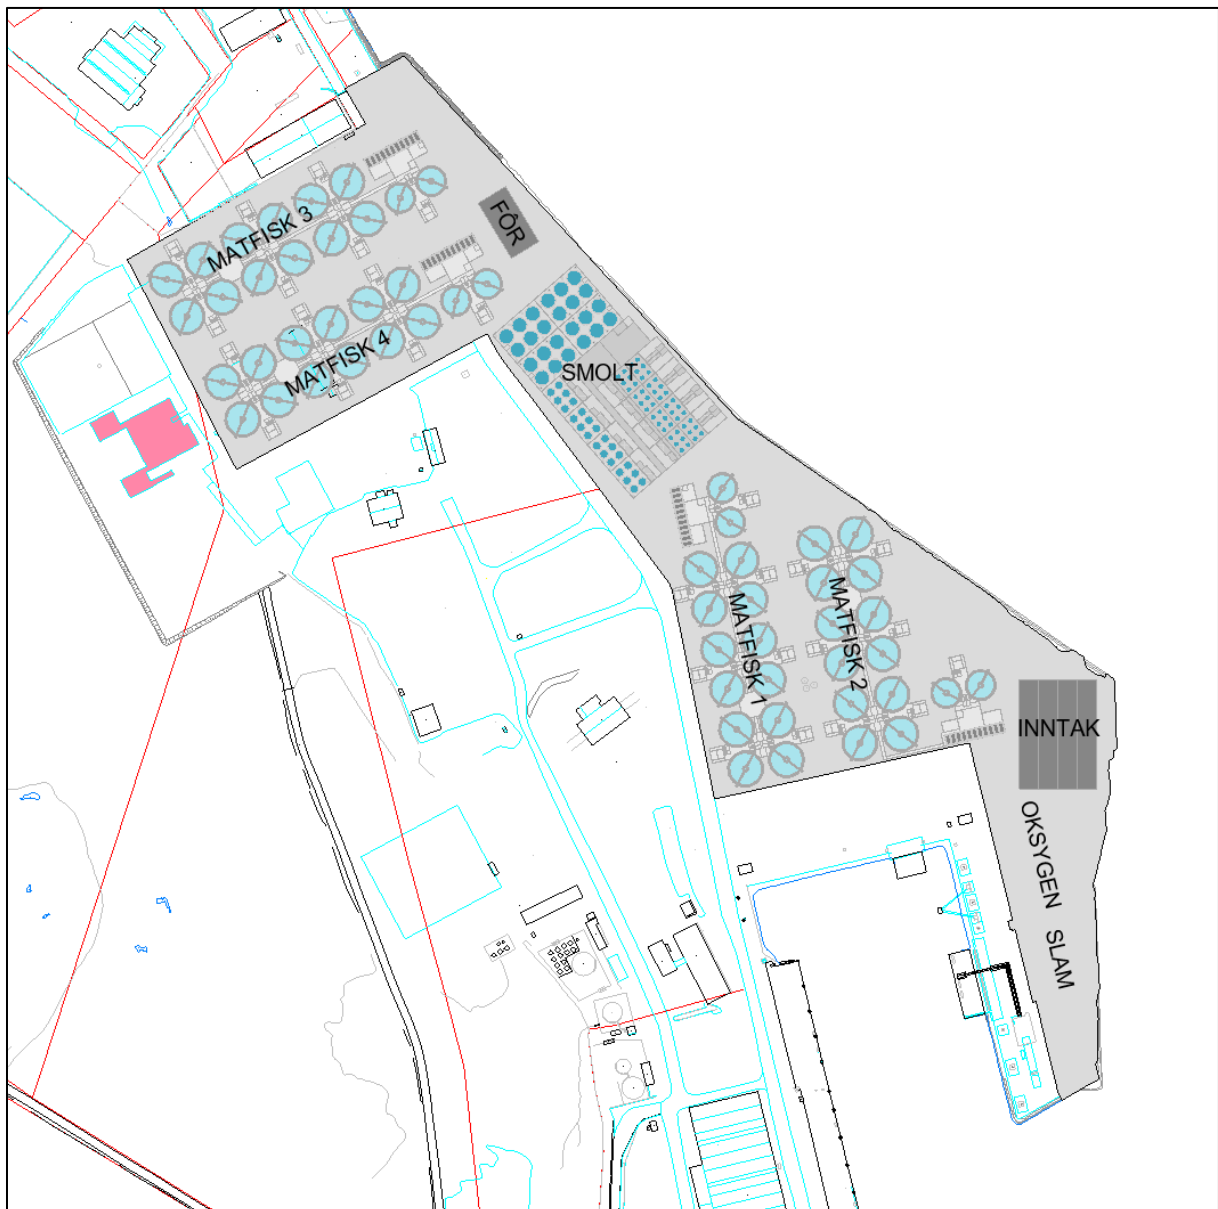 MATFISK 3
FÔR
MATFISK 4
SMOLT
MATFISK 1
MATFISK 2
INNTAK
OKSYGEN SLAM